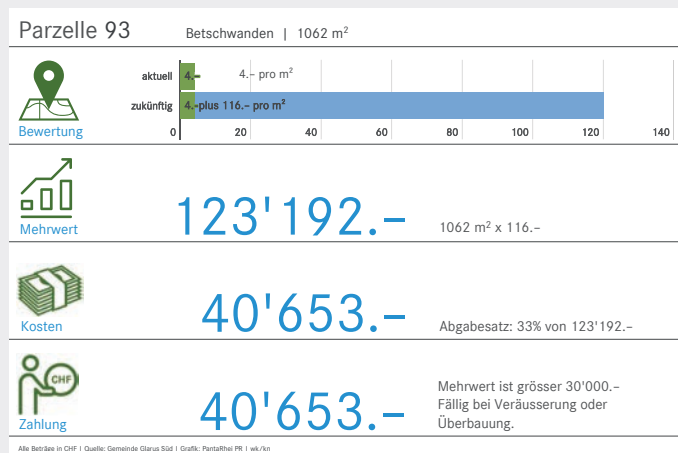 Parzelle 93
Betschwanden | 1062 m²
aktuell 4.– 4.– pro m²
zukünftig 4.–plus 116.– pro m²
0 20 40 60 80 100 120 140
Bewertung
Mehrwert
123'192.–
1062 m² x 116.–
Kosten
40'653.–
Abgabesatz: 33% von 123'192.–
CHF
Zahlung
40'653.–
Mehrwert ist grösser 30'000.–
Fällig bei Veräusserung oder
Überbauung.
Alle Beträge in CHF | Quelle: Gemeinde Glarus Süd | Grafik: PantaRhei PR | wk/kn